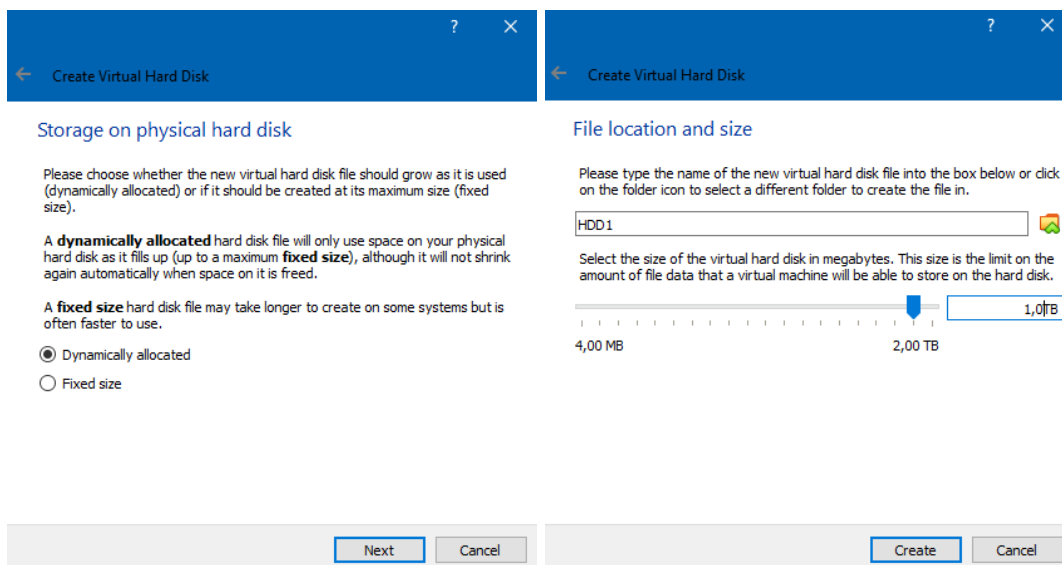 ?
×
Create Virtual Hard Disk
Storage on physical hard disk
Please choose whether the new virtual hard disk file should grow as it is used
(dynamically allocated) or if it should be created at its maximum size (fixed
size).
A dynamically allocated hard disk file will only use space on your physical
hard disk as it fills up (up to a maximum fixed size), although it will not shrink
again automatically when space on it is freed.
A fixed size hard disk file may take longer to create on some systems but is
often faster to use.
Dynamically allocated
Fixed size
Next
Cancel
?
×
Create Virtual Hard Disk
File location and size
Please type the name of the new virtual hard disk file into the box below or click
on the folder icon to select a different folder to create the file in.
HDD1
Select the size of the virtual hard disk in megabytes. This size is the limit on the
amount of file data that a virtual machine will be able to store on the hard disk.
1,0TB
4,00 MB
2,00 TB
Create
Cancel